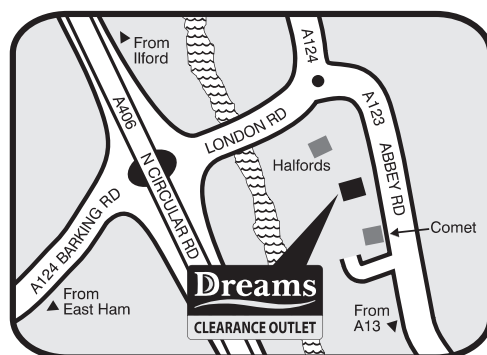 From
Ilford
A124
A406
LONDON RD
A123
ABBEY RD
Halfords
N CIRCULAR RD
A124 BARKING RD
Comet
From
East Ham
Dreams
CLEARANCE OUTLET
From
A13